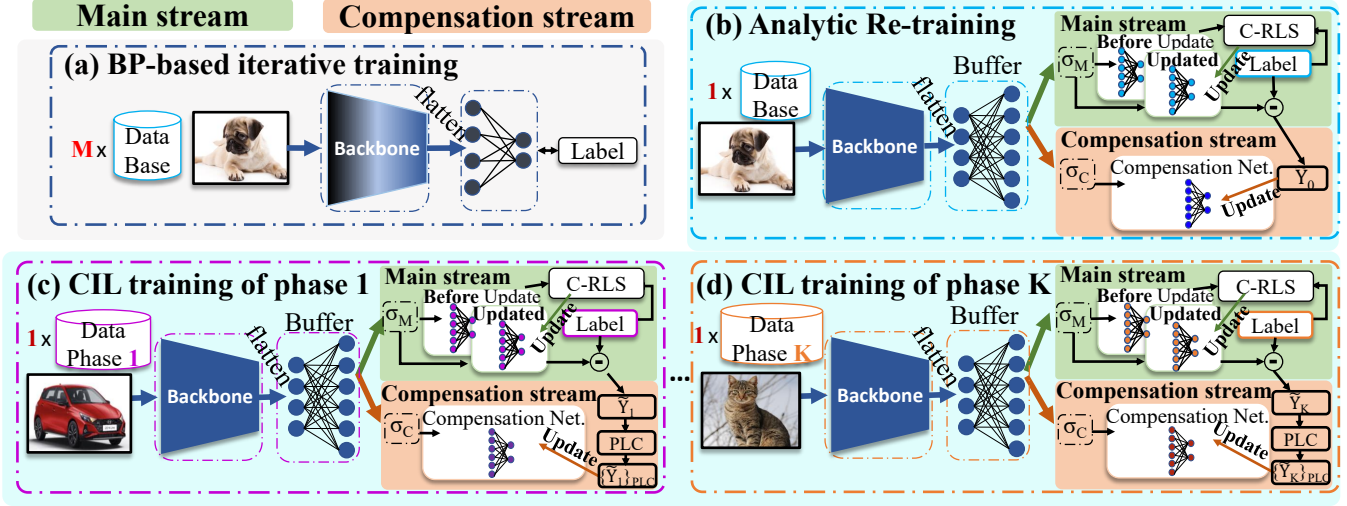 Main stream
Compensation stream
(a) BP-based iterative training
M x
Data
Base
Backbone
flatten
Label
(b) Analytic Re-training
1 x
Data
Base
Backbone
flatten
Buffer
Main stream
σM
Before Update
Updated
C-RLS
Update
Label
-
Compensation stream
σC
Compensation Net.
Update
Ỹ0
(c) CIL training of phase 1
1 x
Data
Phase 1
Backbone
flatten
Buffer
Main stream
σM
Before Update
Updated
C-RLS
Update
Label
-
Compensation stream
σC
Compensation Net.
Update
Ỹ1
PLC
{Ỹ1}PLC
...
(d) CIL training of phase K
1 x
Data
Phase K
Backbone
flatten
Buffer
Main stream
σM
Before Update
Updated
C-RLS
Update
Label
-
Compensation stream
σC
Compensation Net.
Update
ỸK
PLC
{ỸK}PLC